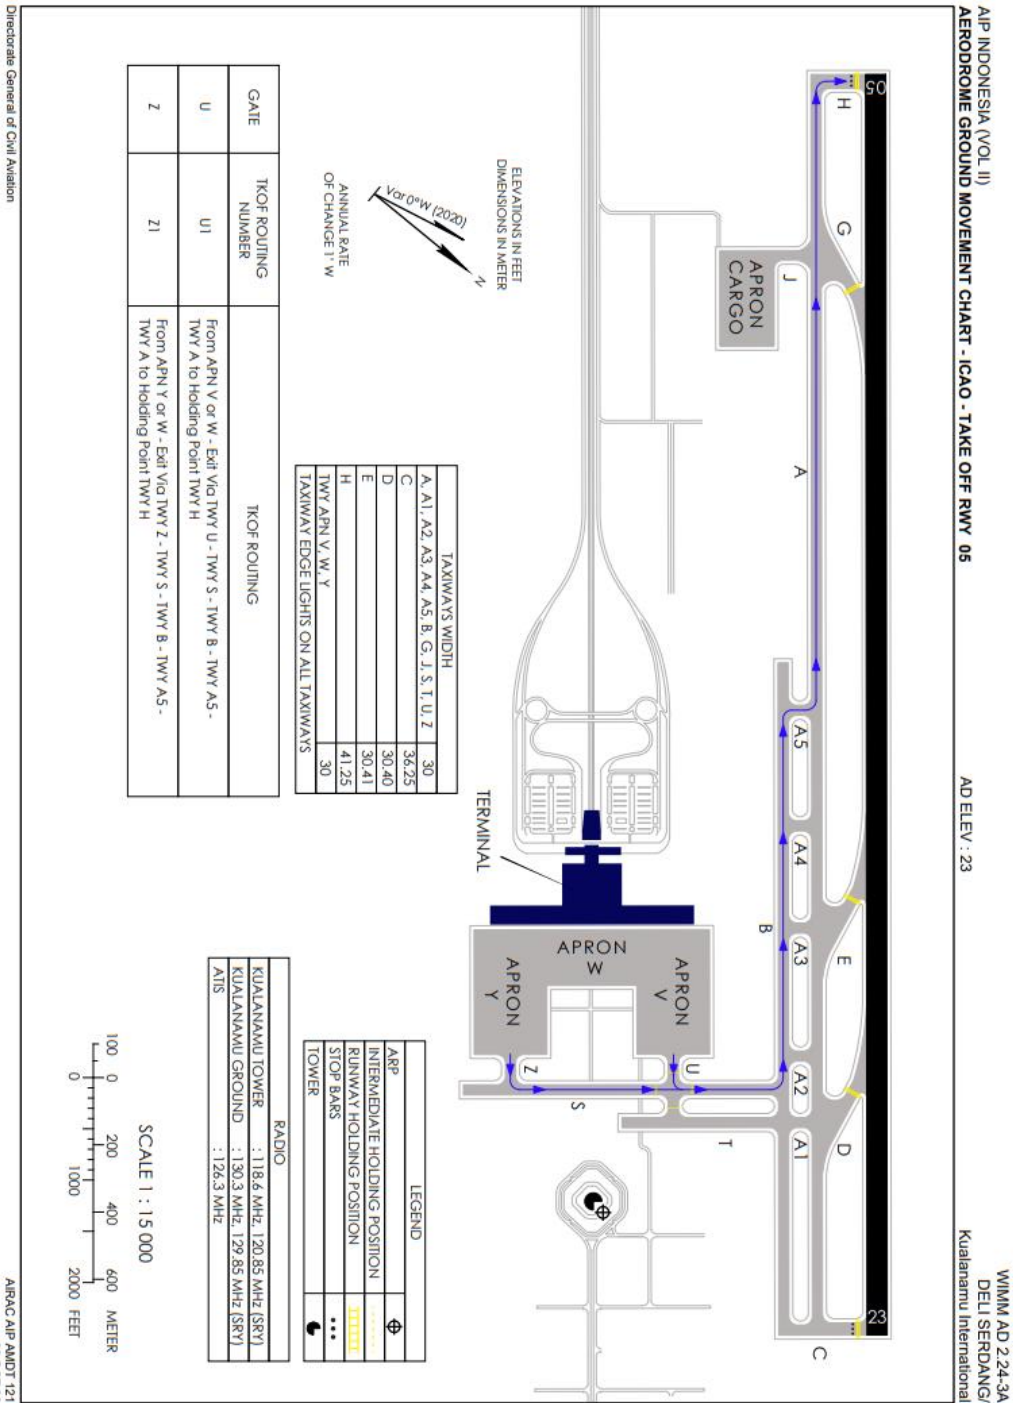 AIP INDONESIA (VOL II)
WIMM AD 2.24-3A
DELI SERDANG/
Kualanamu International
AERODROME GROUND MOVEMENT CHART - ICAO - TAKE OFF RWY 05
AD ELEV : 23
05
23
H
G
A
A5
A4
A3
A2
A1
E
D
C
J
APRON
CARGO
B
APRON
V
APRON
W
APRON
Y
U
Z
S
T
TERMINAL
ELEVATIONS IN FEET
DIMENSIONS IN METER
Var 0° W (2020)
N
ANNUAL RATE
OF CHANGE 1' W
TAXIWAYS WIDTH
A, A1, A2, A3, A4, A5, B, G, J, S, T, U, Z 30
C 36.25
D 30.40
E 30.41
H 41.25
TWY APN V, W, Y 30
TAXIWAY EDGE LIGHTS ON ALL TAXIWAYS
LEGEND
ARP
INTERMEDIATE HOLDING POSITION
RUNWAY HOLDING POSITION
STOP BARS
TOWER
GATE TKOF ROUTING NUMBER TKOF ROUTING
U U1 From APN V or W - Exit Via TWY U - TWY S - TWY B - TWY A5 -
TWY A to Holding Point TWY H
Z Z1 From APN Y or W - Exit Via TWY Z - TWY S - TWY B - TWY A5 -
TWY A to Holding Point TWY H
RADIO
KUALANAMU TOWER : 118.6 MHz, 120.85 MHz (SRY)
KUALANAMU GROUND : 130.3 MHz, 129.85 MHz (SRY)
ATIS : 126.3 MHz
SCALE 1 : 15 000
100 0 200 400 600 METER
0 1000 2000 FEET
Directorate General of Civil Aviation
AIRAC AIP AMDT 121